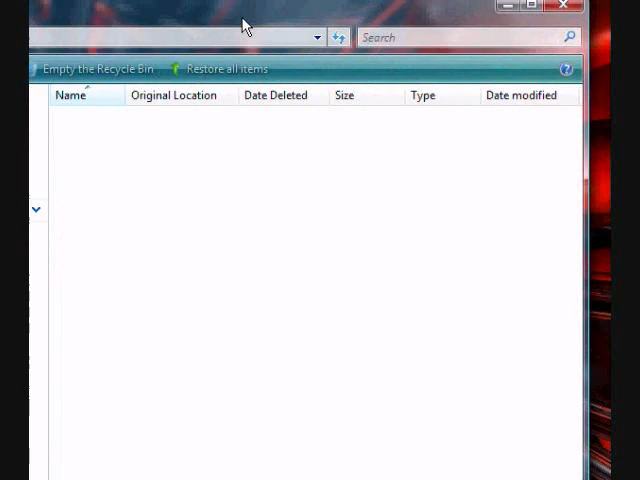 Search
Empty the Recycle Bin Restore all items
Name Original Location Date Deleted Size Type Date modified